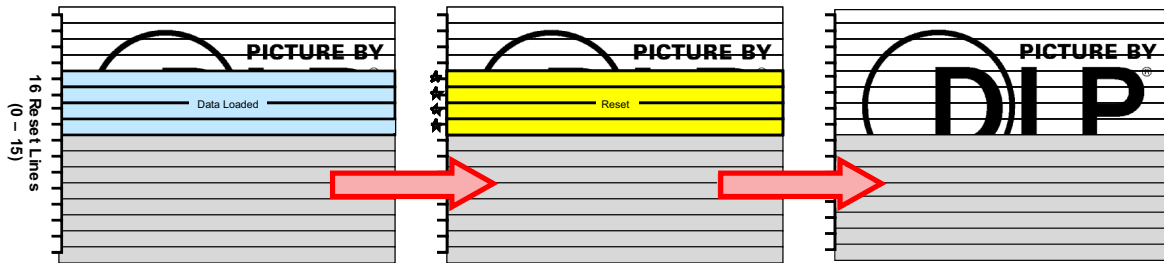 16 Reset Lines
(0 – 15)
PICTURE BY
®
Data Loaded
PICTURE BY
®
Reset
PICTURE BY
DLP®